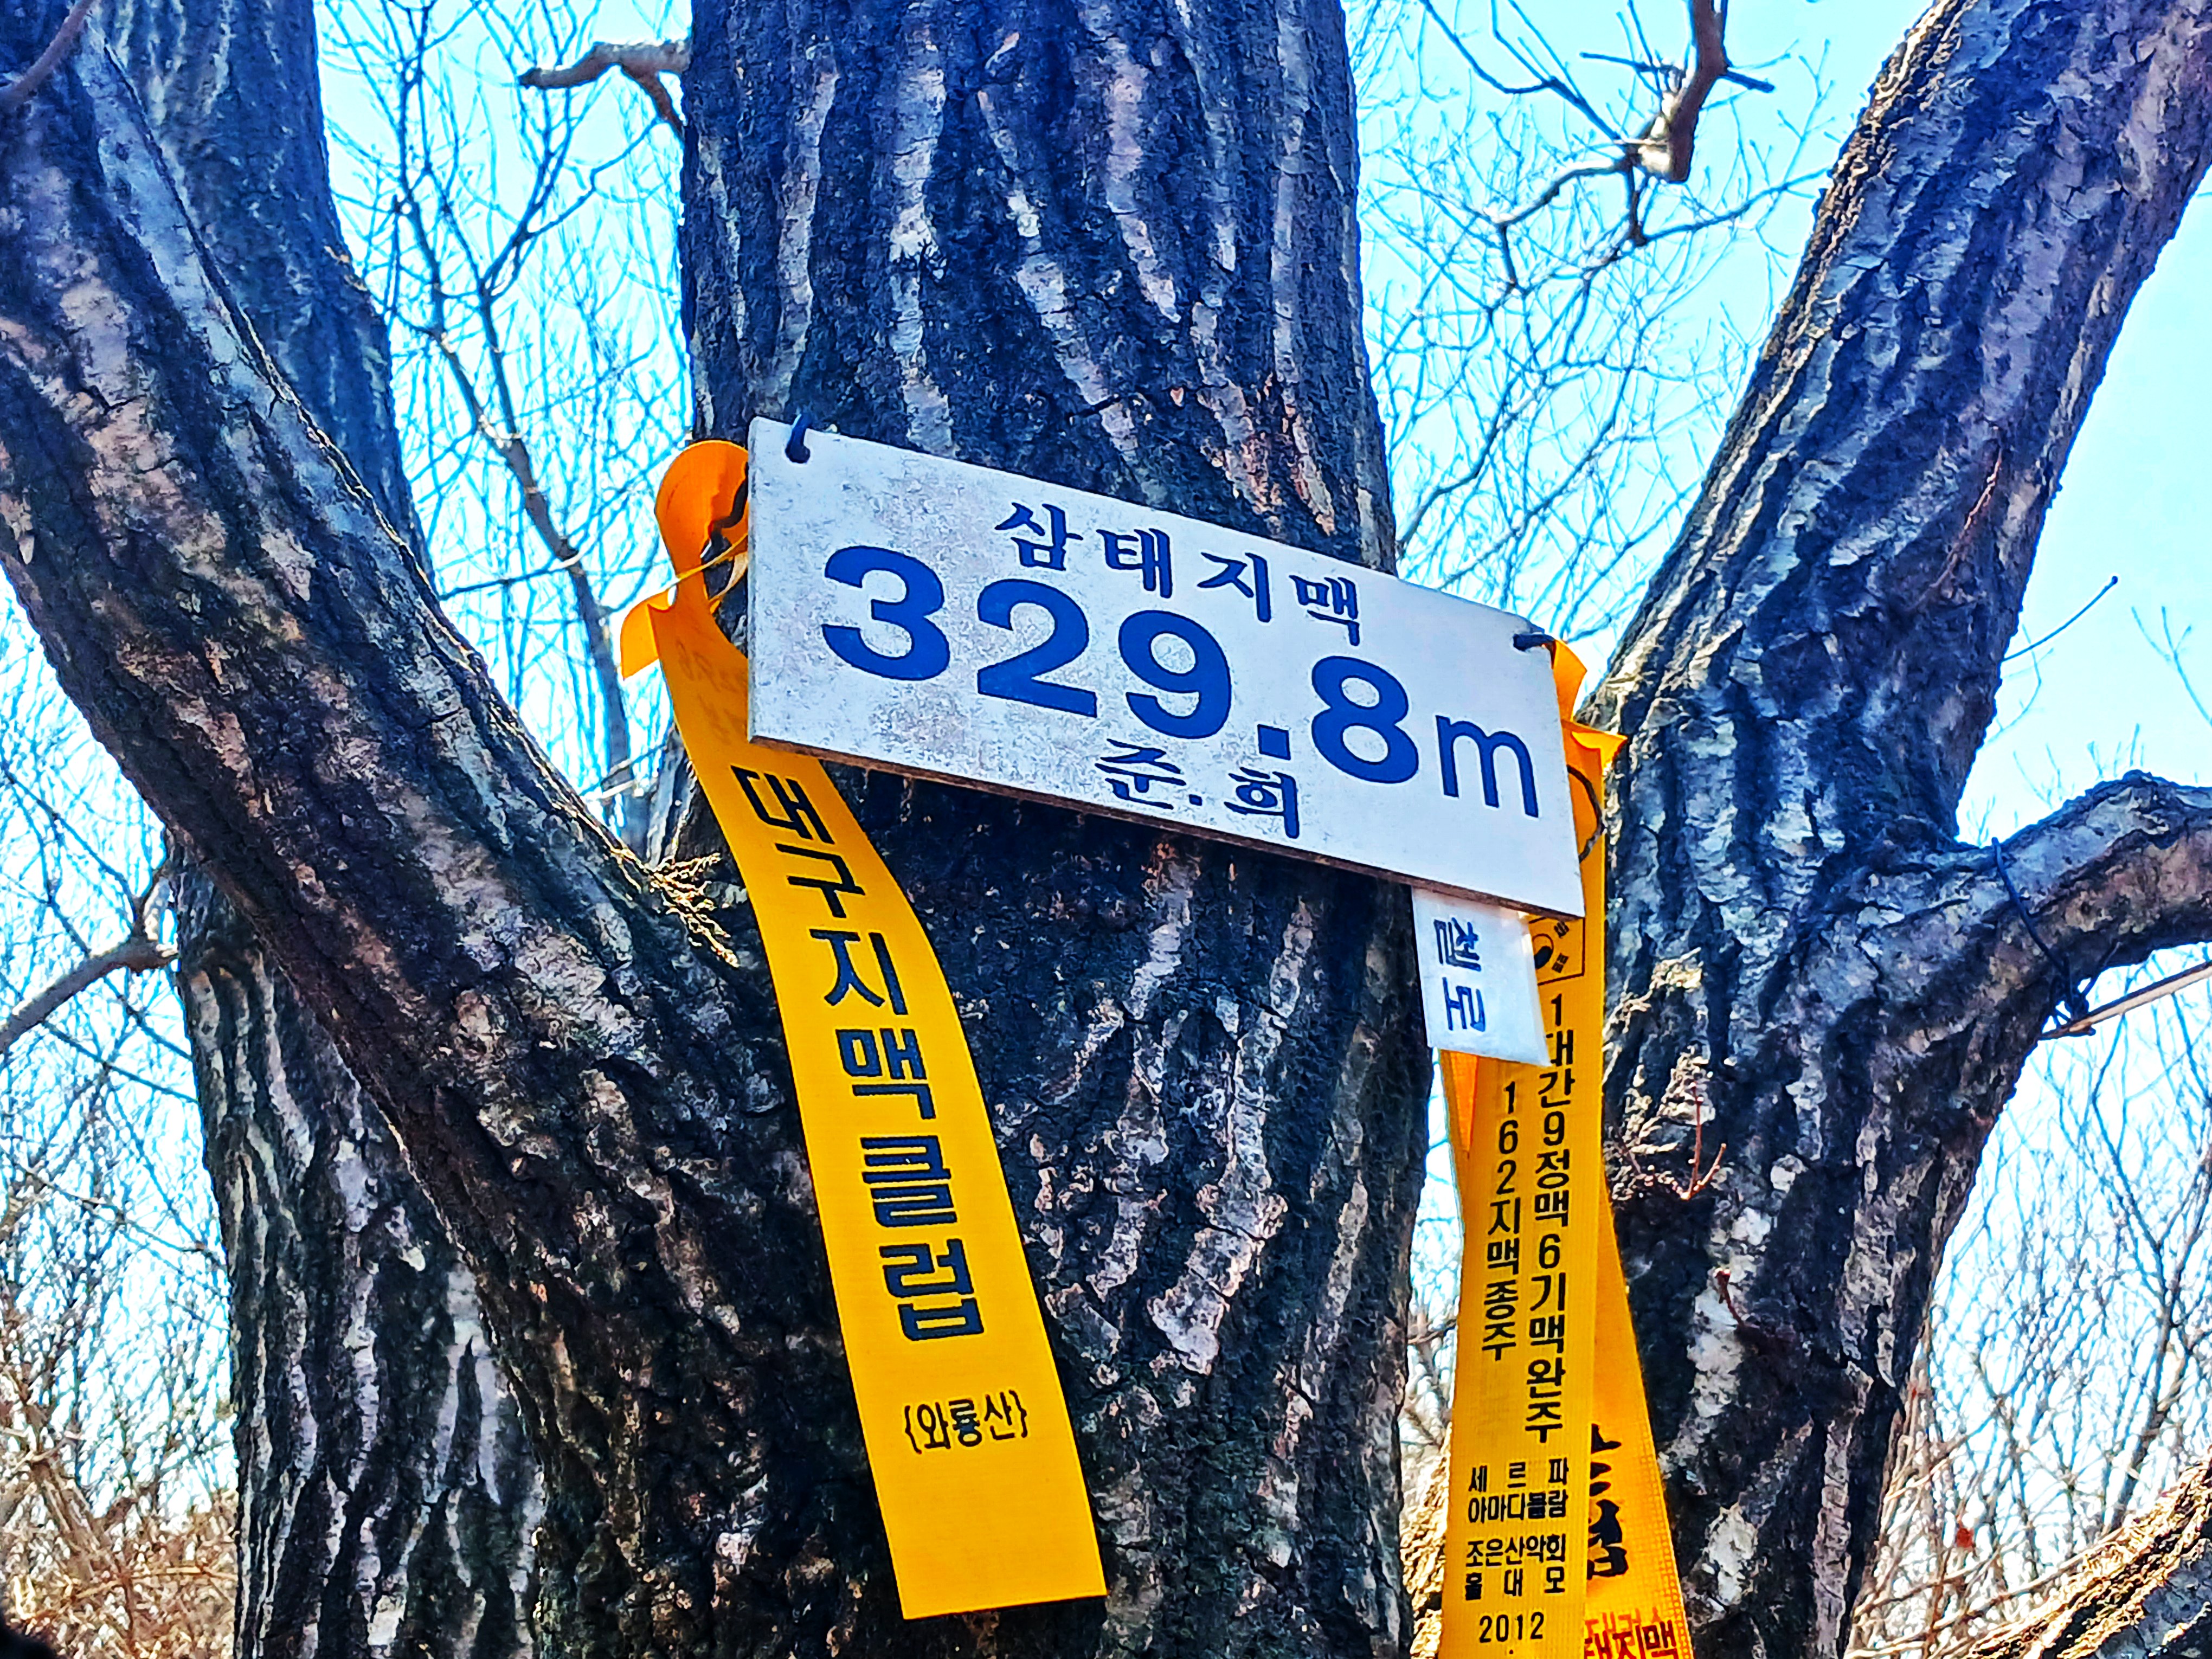 삼태지맥
329.8m
준.희
대구지맥클럽
{와룡산}
1대간9정맥6기맥완주
162지맥종주
세르파
아마다블람
조은산악회
홀대모
2012